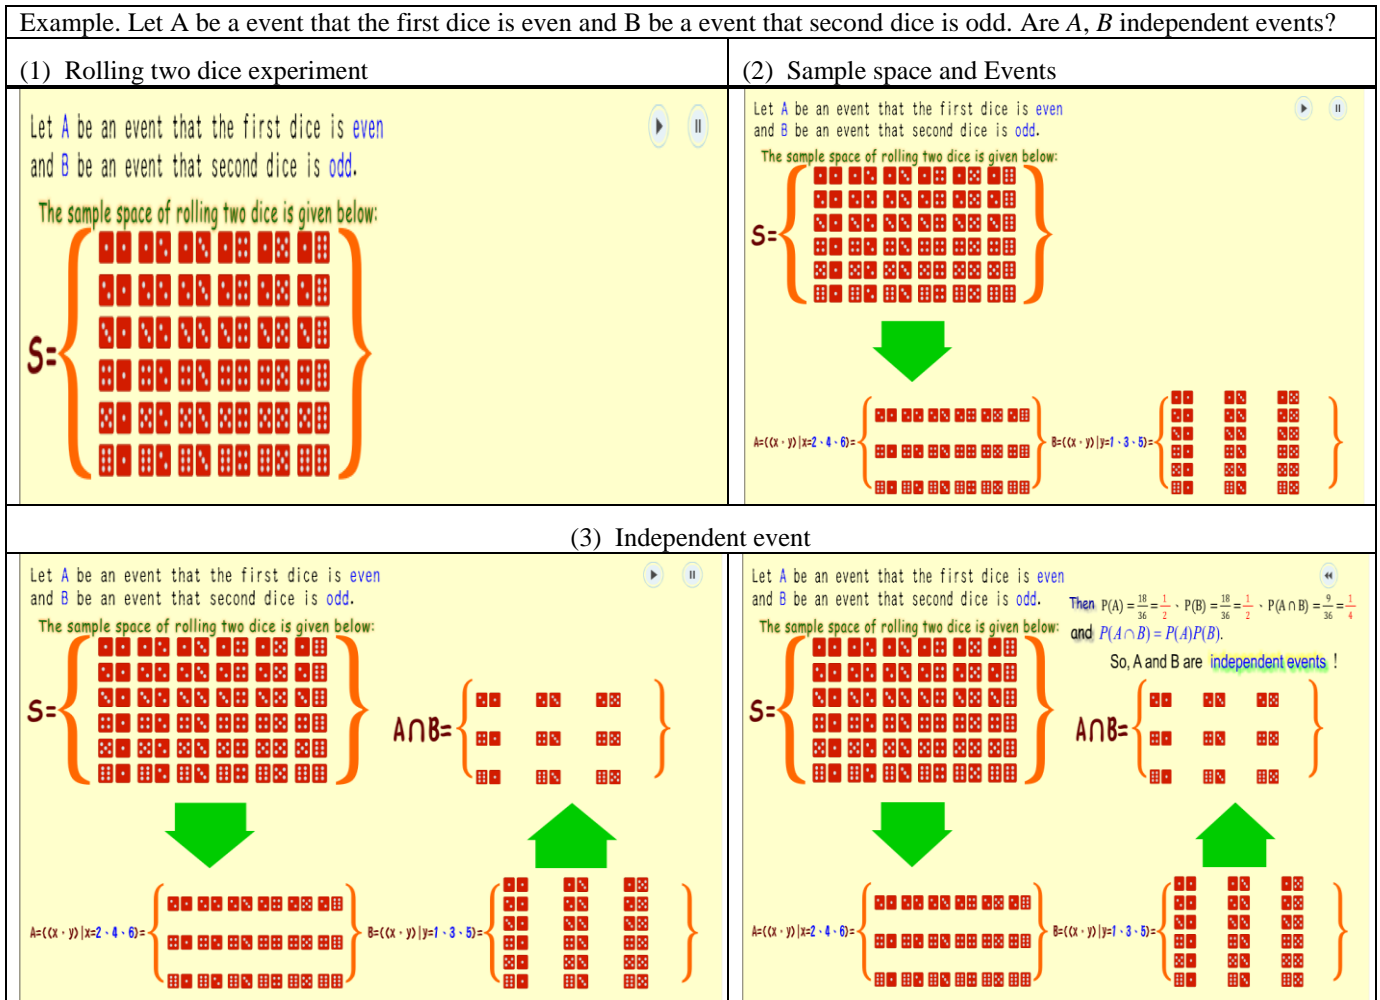 Example. Let A be a event that the first dice is even and B be a event that second dice is odd. Are A, B independent events?
(1) Rolling two dice experiment
(2) Sample space and Events
Let A be an event that the first dice is even
and B be an event that second dice is odd.
The sample space of rolling two dice is given below:
S=
Let A be an event that the first dice is even
and B be an event that second dice is odd.
The sample space of rolling two dice is given below:
S=
A={(x、y)|x=2、4、6}=
B={(x、y)|y=1、3、5}=
(3) Independent event
Let A be an event that the first dice is even
and B be an event that second dice is odd.
The sample space of rolling two dice is given below:
S=
A∩B=
A={(x、y)|x=2、4、6}=
B={(x、y)|y=1、3、5}=
Let A be an event that the first dice is even
and B be an event that second dice is odd.
The sample space of rolling two dice is given below:
Then P(A) = 18/36 = 1/2 、 P(B) = 18/36 = 1/2 、 P(A∩B) = 9/36 = 1/4
and P(A∩B) = P(A)P(B).
So, A and B are independent events !
S=
A∩B=
A={(x、y)|x=2、4、6}=
B={(x、y)|y=1、3、5}=